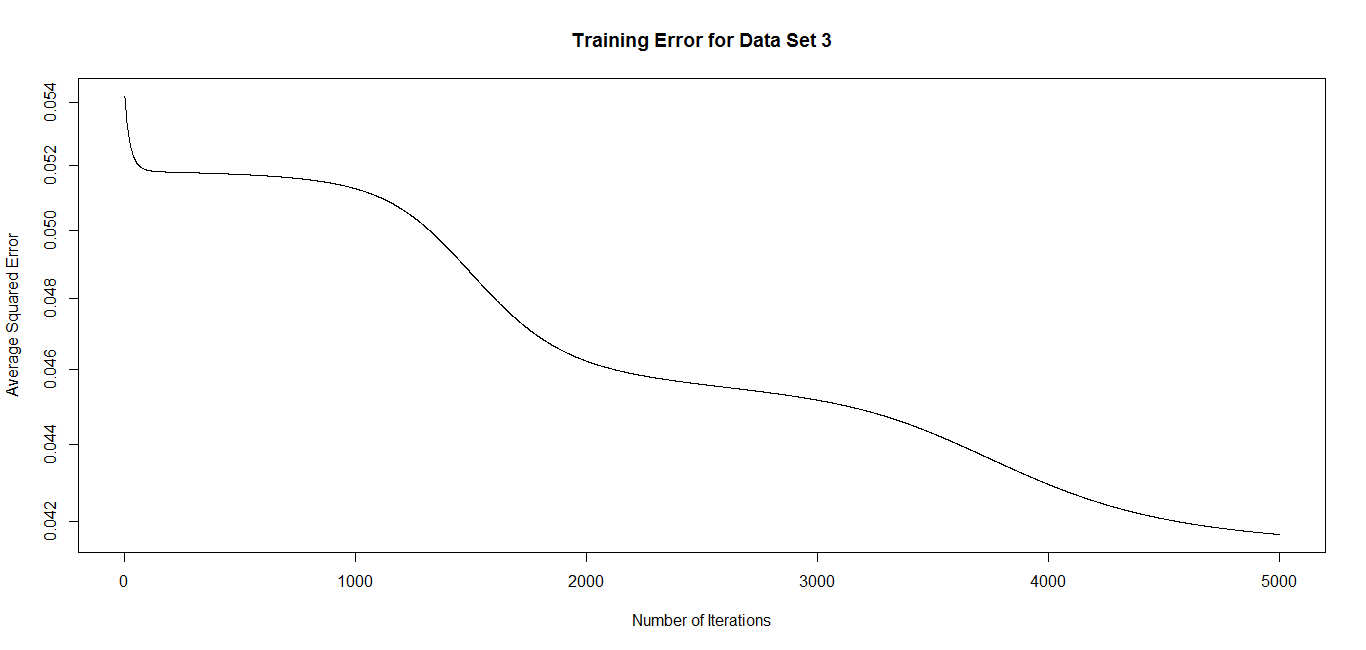 Training Error for Data Set 3
Average Squared Error
0.054
0.052
0.050
0.048
0.046
0.044
0.042
0 1000 2000 3000 4000 5000
Number of Iterations